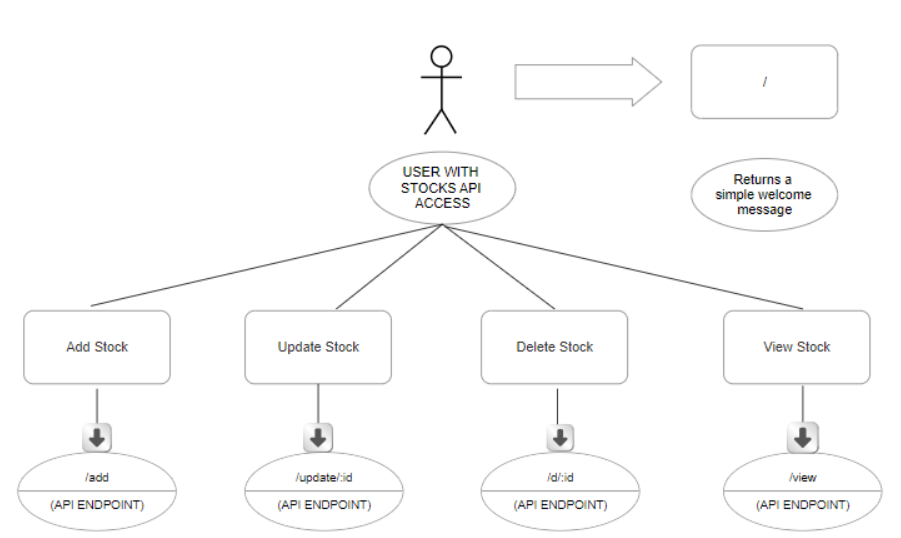 /
USER WITH
STOCKS API
ACCESS
Returns a
simple welcome
message
Add Stock
Update Stock
Delete Stock
View Stock
/add
(API ENDPOINT)
/update/:id
(API ENDPOINT)
/d/:id
(API ENDPOINT)
/view
(API ENDPOINT)